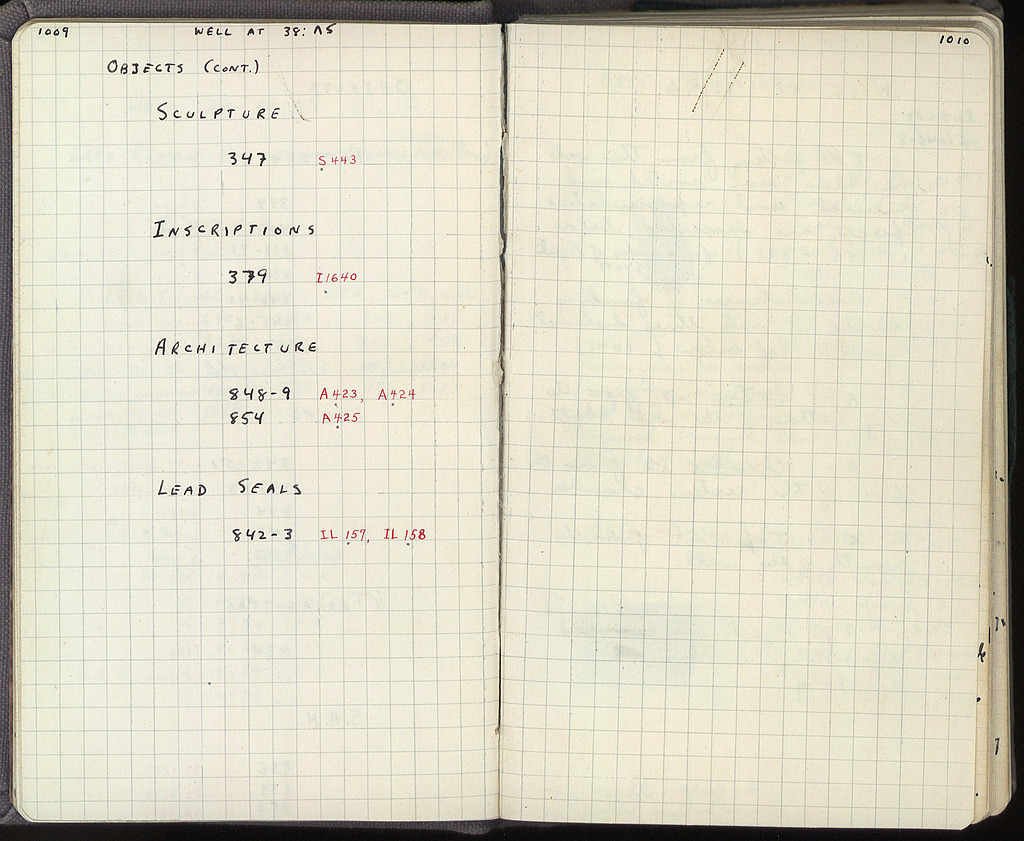 1009 WELL AT 38:ΛΣ
OBJECTS (CONT.)
SCULPTURE
347 S 443
INSCRIPTIONS
379 I 1640
ARCHITECTURE
848-9 A 423, A 424
854 A 425
LEAD SEALS
842-3 IL 157, IL 158
1010